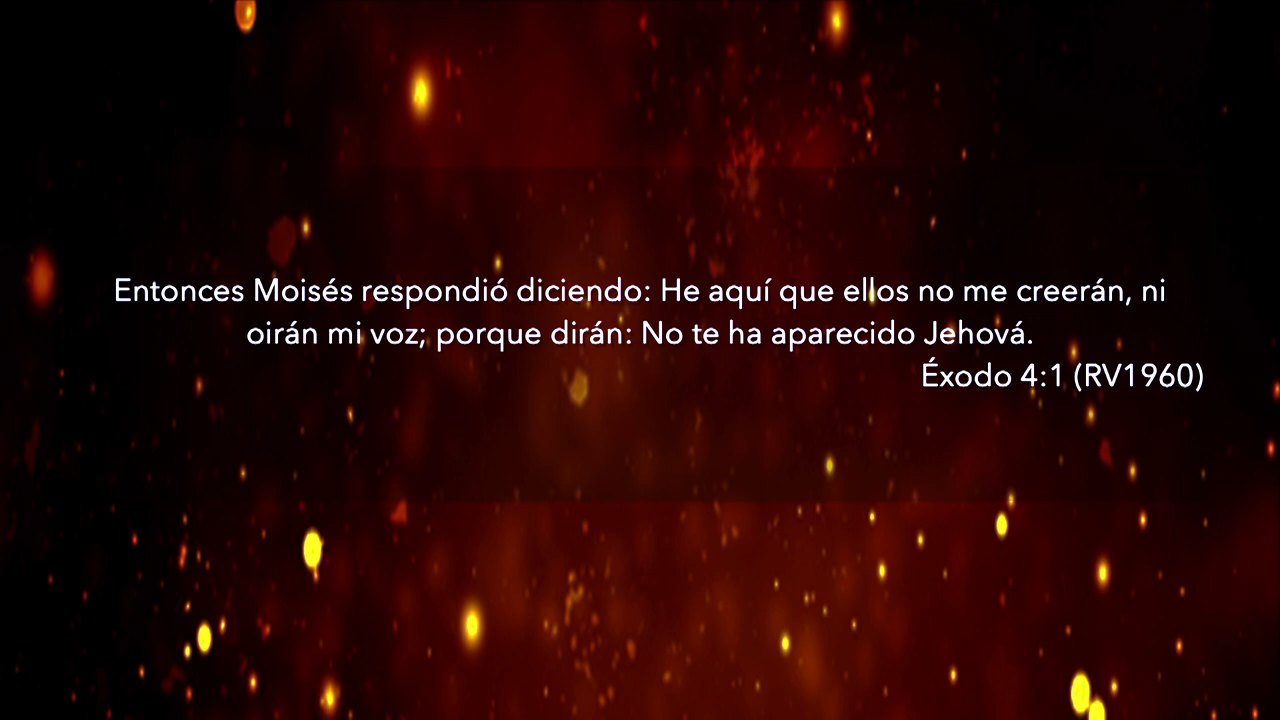 Entonces Moisés respondió diciendo: He aquí que ellos no me creerán, ni
oirán mi voz; porque dirán: No te ha aparecido Jehová.
Éxodo 4:1 (RV1960)